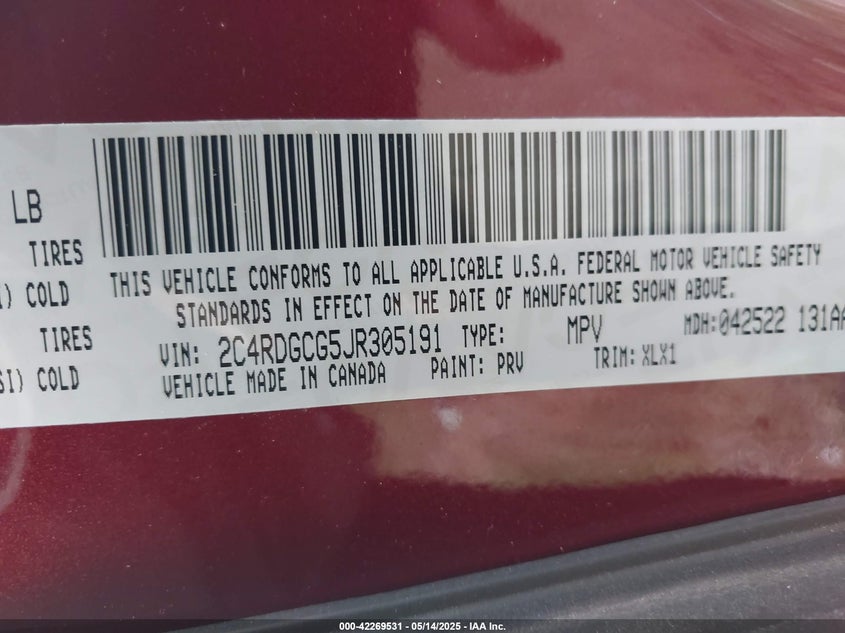 LB
TIRES
I) COLD
TIRES
SI) COLD
THIS VEHICLE CONFORMS TO ALL APPLICABLE U.S.A. FEDERAL MOTOR VEHICLE SAFETY
STANDARDS IN EFFECT ON THE DATE OF MANUFACTURE SHOWN ABOVE.
VIN: 2C4RDGCG5JR305191 TYPE: MPV MDH:042522 131AA
VEHICLE MADE IN CANADA PAINT: PRV TRIM: XLX1
000-42269531 - 05/14/2025 - IAA Inc.